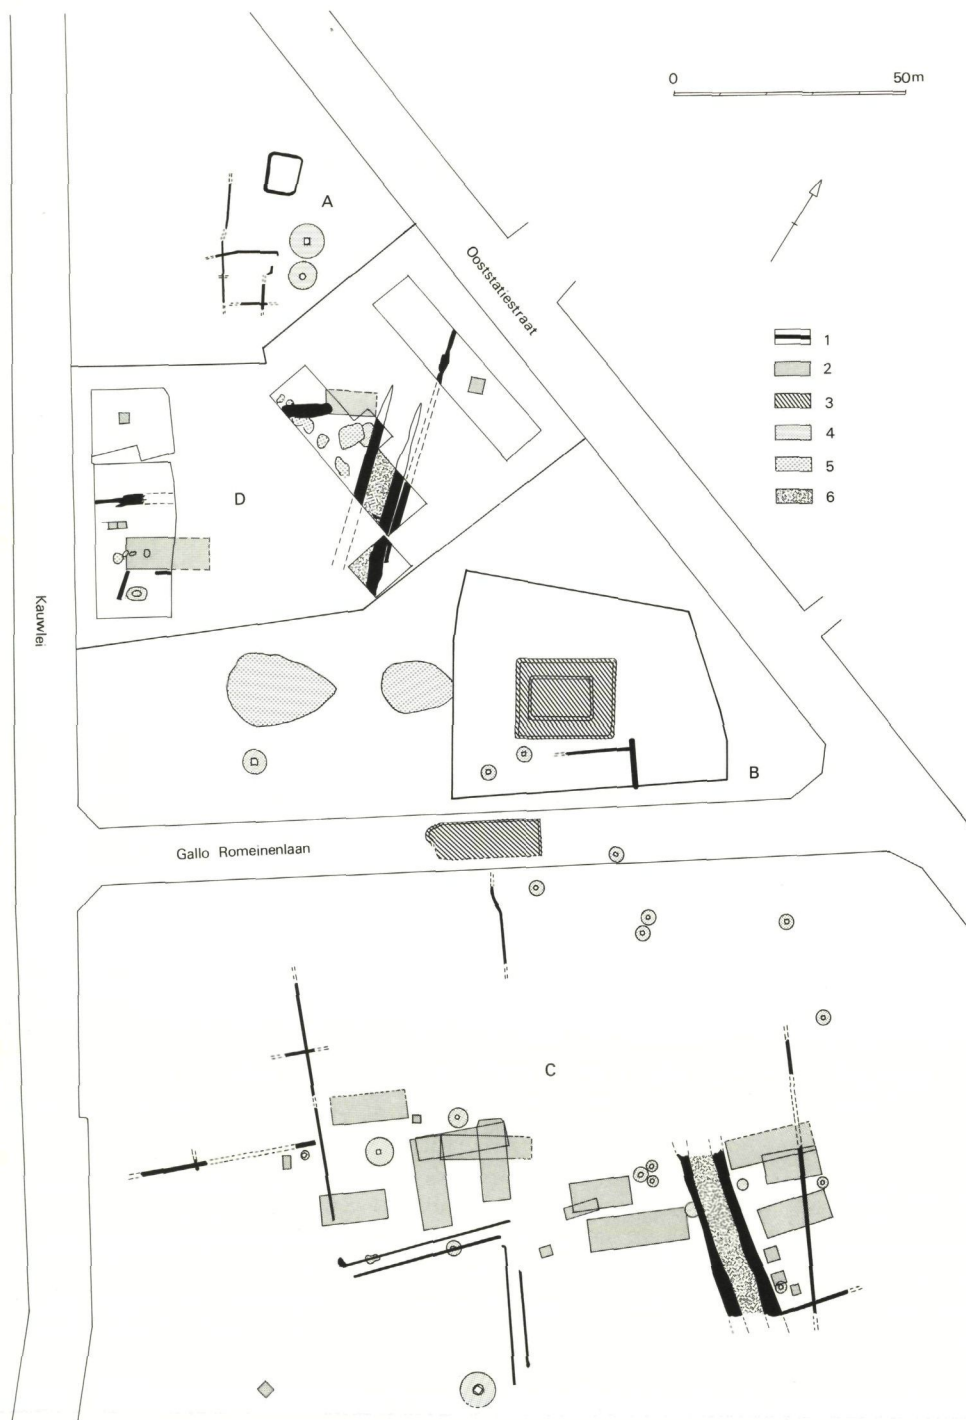 0 50m
A
Ooststatiestraat
1
2
3
4
5
6
D
Kauwlei
B
Gallo Romeinenlaan
C